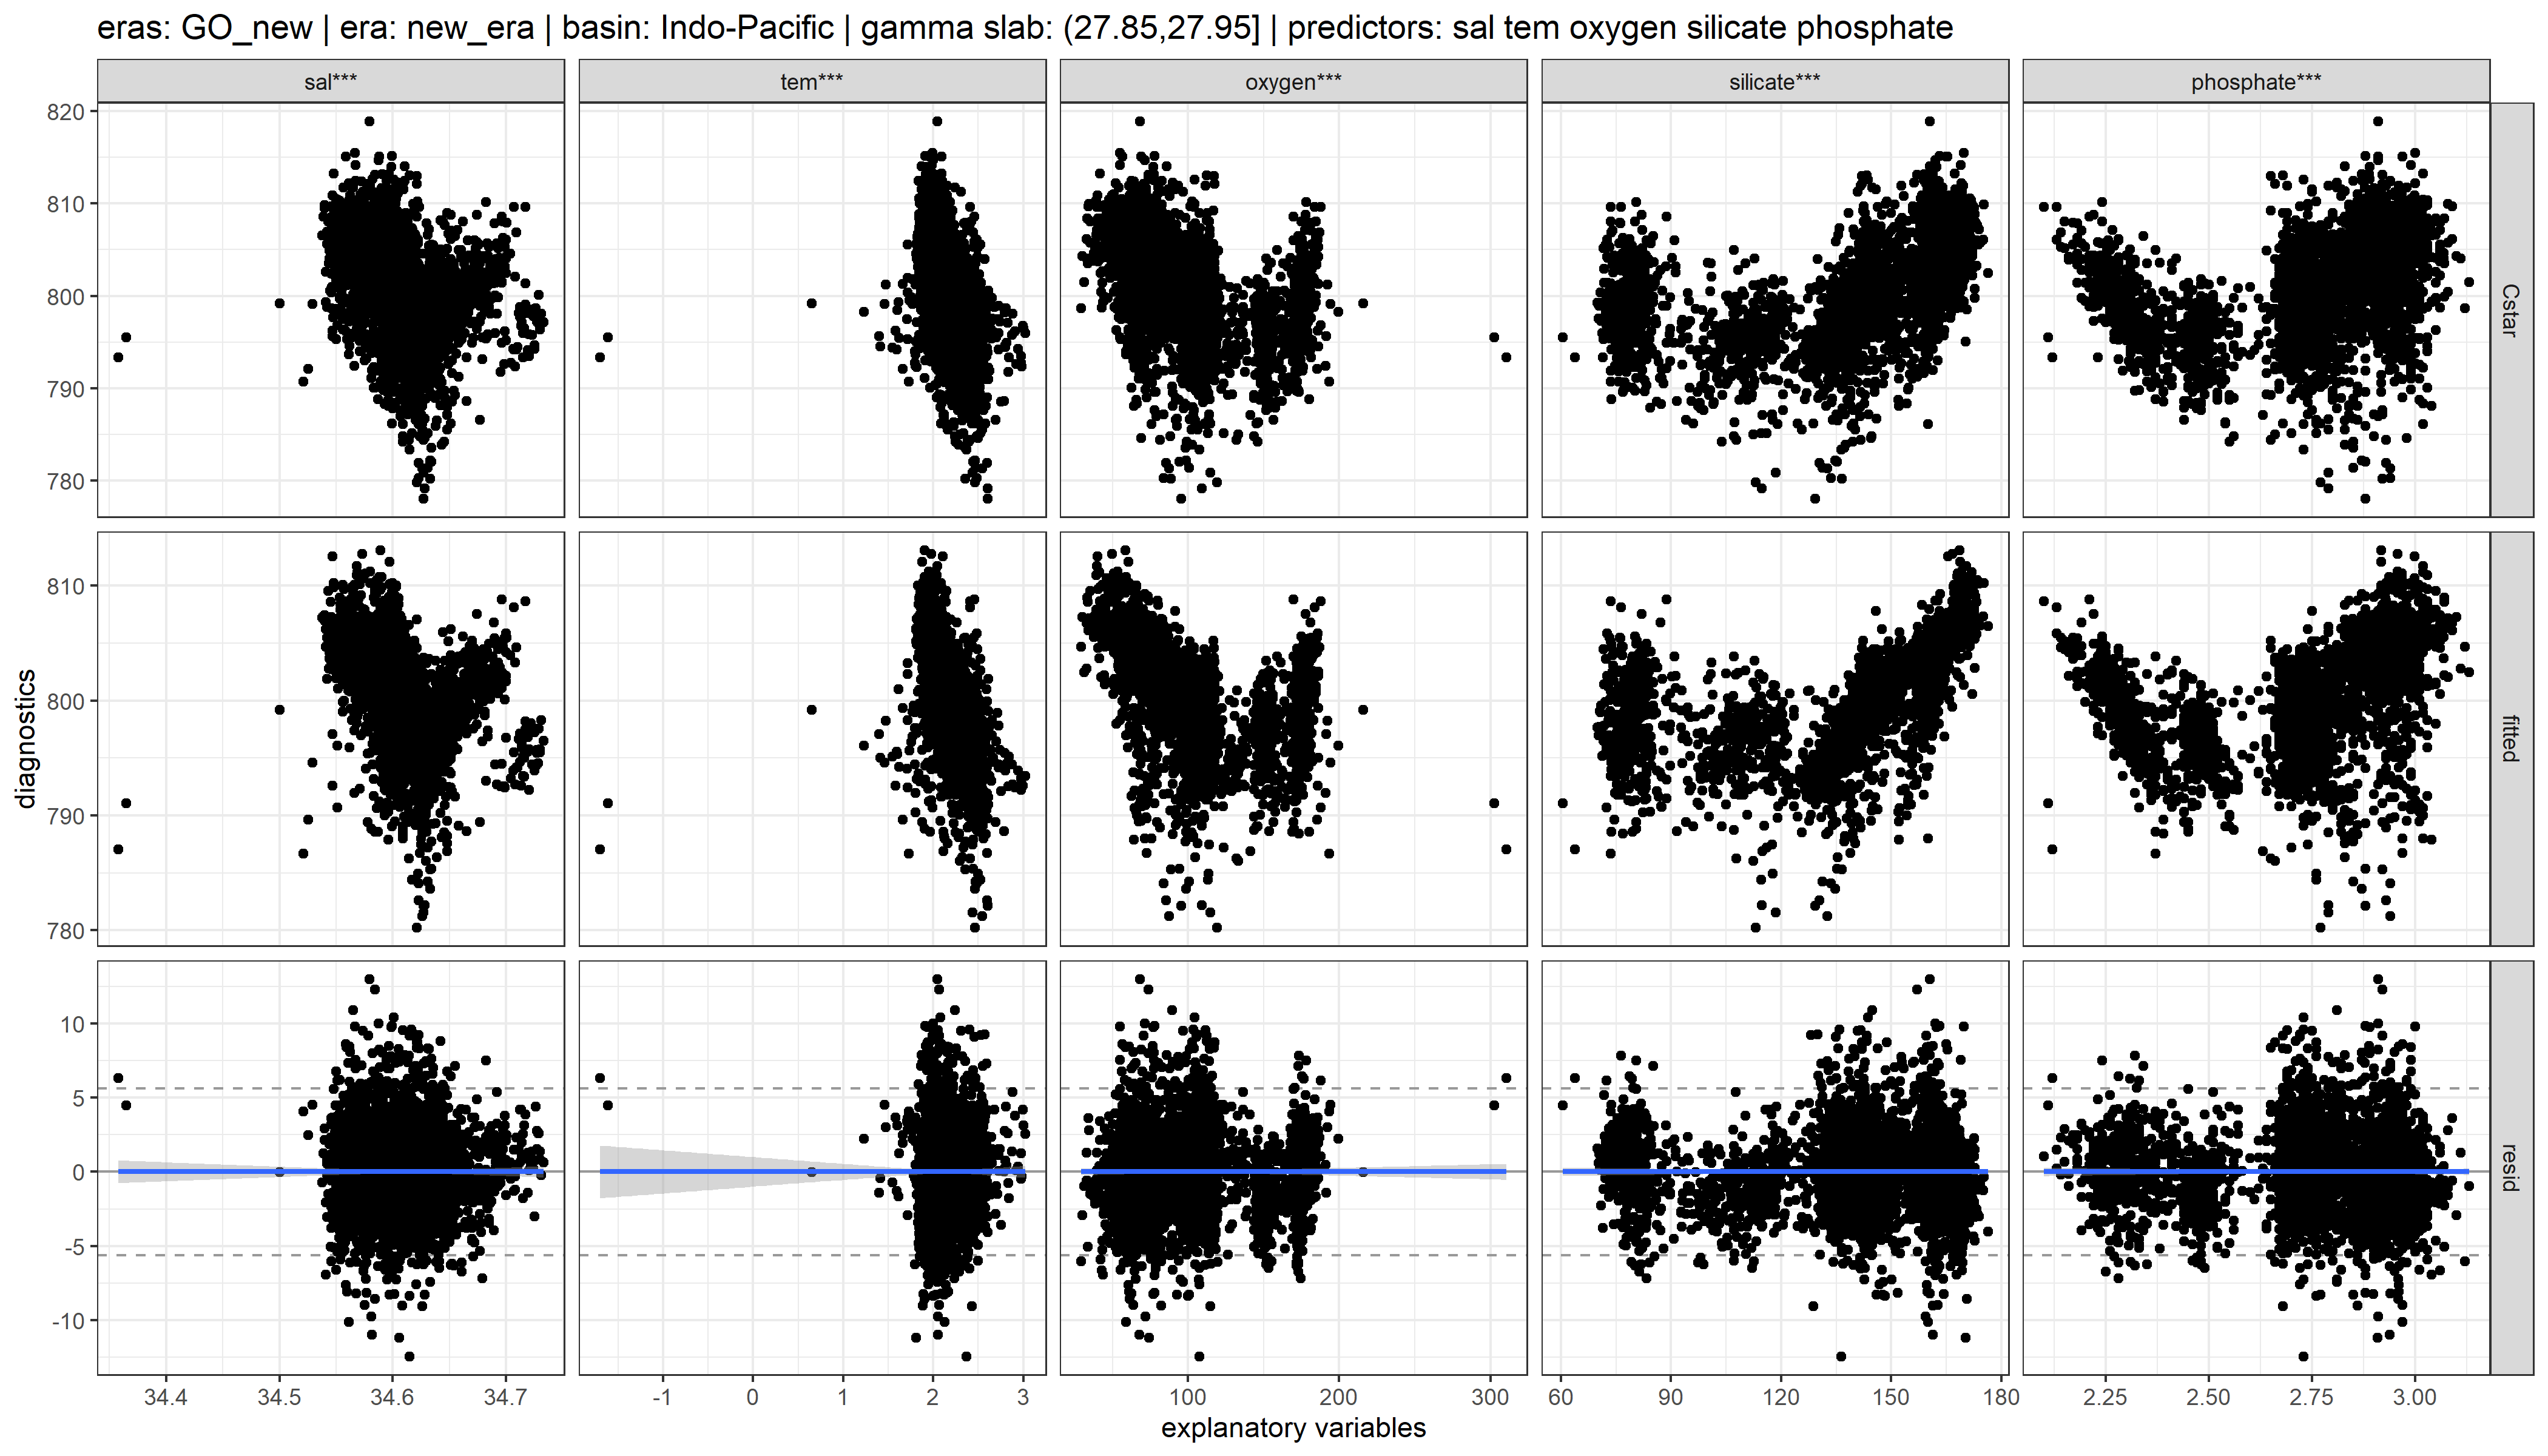 eras: GO_new | era: new_era | basin: Indo-Pacific | gamma slab: (27.85,27.95] | predictors: sal tem oxygen silicate phosphate
sal*** tem*** oxygen*** silicate*** phosphate***
820
810
800
790
780
Cstar
810
800
790
780
fitted
diagnostics
10
5
0
-5
-10
resid
34.4 34.5 34.6 34.7 -1 0 1 2 3 100 200 300 60 90 120 150 180 2.25 2.50 2.75 3.00
explanatory variables